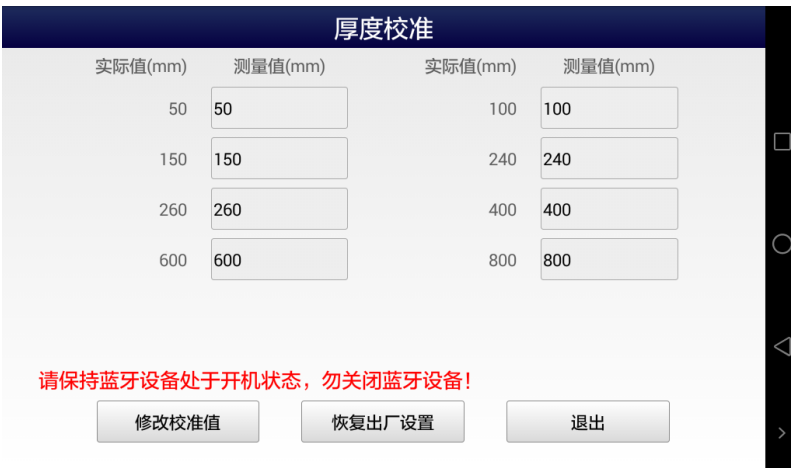 厚度校准
实际值(mm) 测量值(mm) 实际值(mm) 测量值(mm)
50 50 100 100
150 150 240 240
260 260 400 400
600 600 800 800
请保持蓝牙设备处于开机状态，勿关闭蓝牙设备！
修改校准值 恢复出厂设置 退出